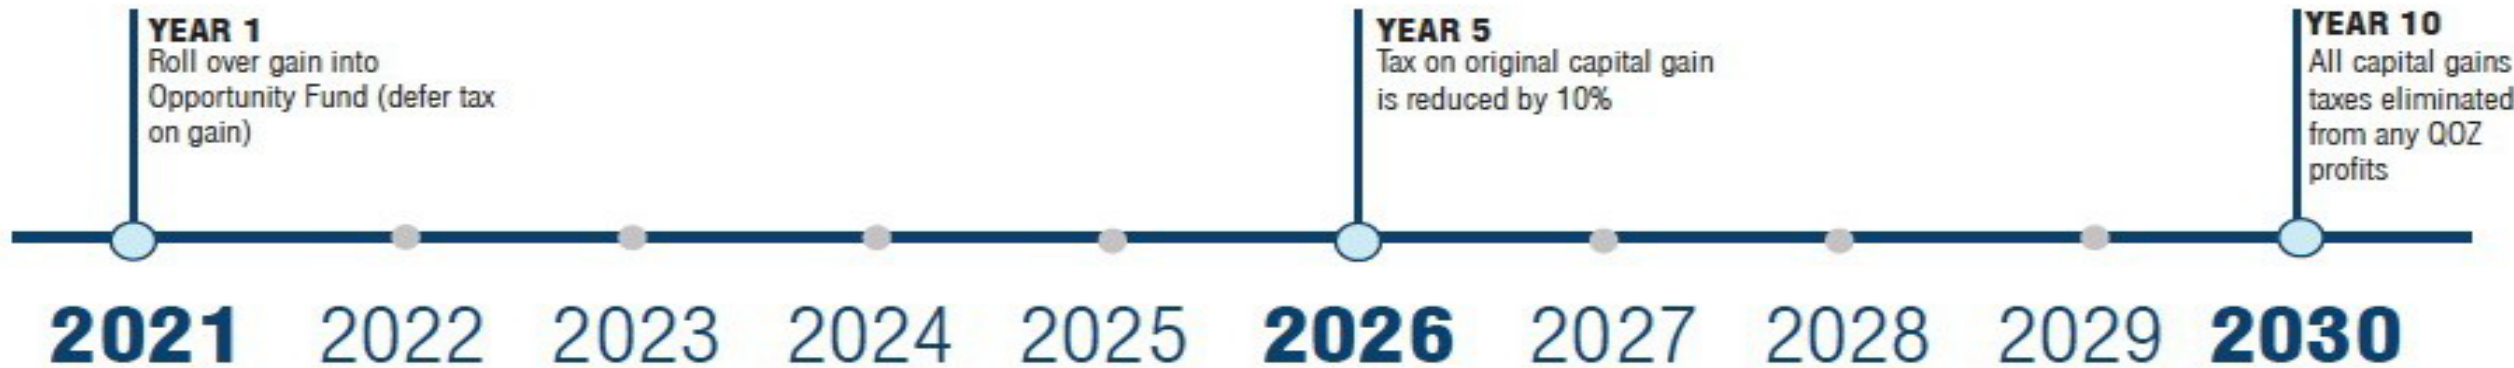 YEAR 1
Roll over gain into
Opportunity Fund (defer tax
on gain)
YEAR 5
Tax on original capital gain
is reduced by 10%
YEAR 10
All capital gains
taxes eliminated
from any QOZ
profits
2021 2022 2023 2024 2025 2026 2027 2028 2029 2030